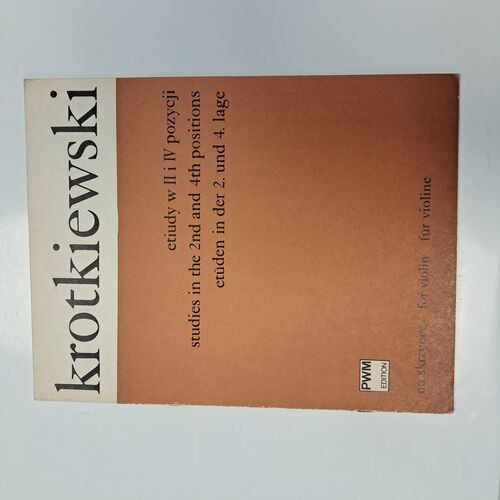 krotkiewski
etiudy w II i IV pozycji
studies in the 2nd and 4th positions
etüden in der 2. und 4. lage
PWM
EDITION
na skrzypce · for violin · für violine